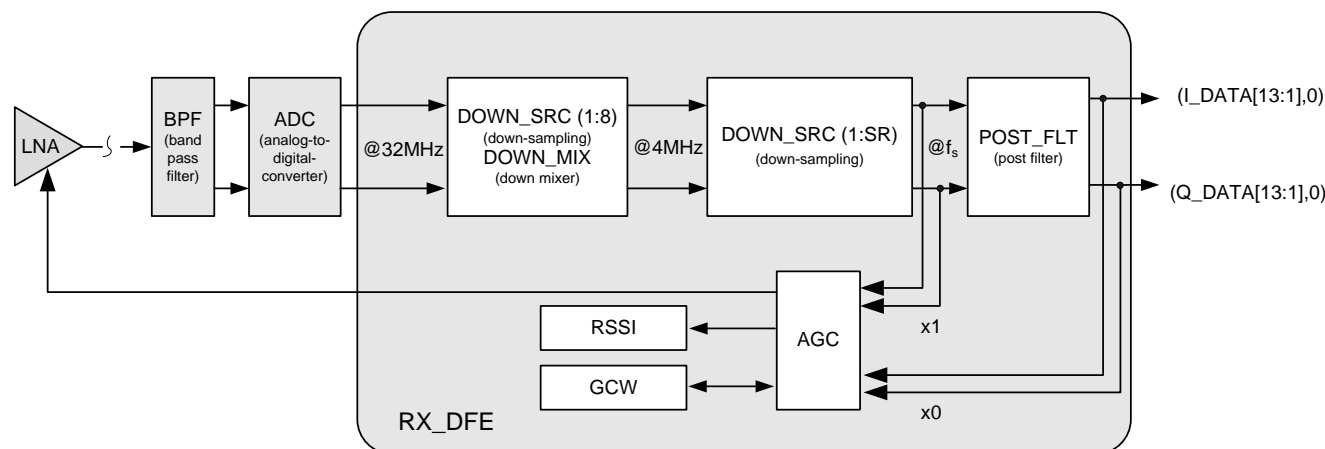 LNA
BPF
(band
pass
filter)
ADC
(analog-to-
digital-
converter)
@32MHz
DOWN_SRC (1:8)
(down-sampling)
DOWN_MIX
(down mixer)
@4MHz
DOWN_SRC (1:SR)
(down-sampling)
@fs
POST_FLT
(post filter)
(I_DATA[13:1],0)
(Q_DATA[13:1],0)
RSSI
GCW
AGC
x1
x0
RX_DFE